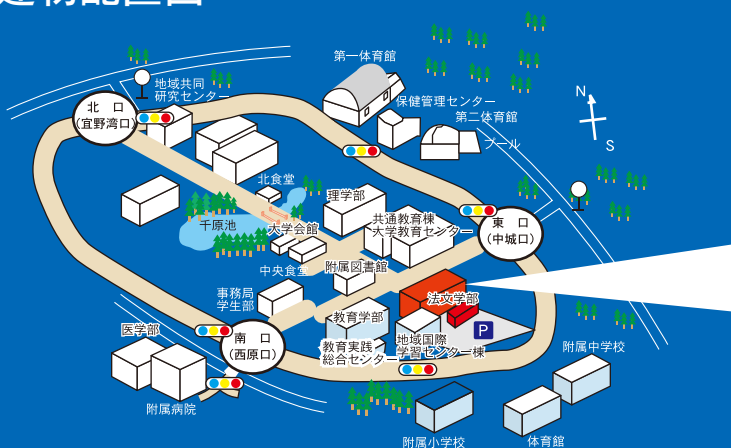 建物配置図
第一体育館
地域共同
研究センター
保健管理センター
第二体育館
プール
N
S
北 口
(宜野湾口)
北食堂
理学部
千原池
大学会館
共通教育棟
大学教育センター
東 口
(中城口)
中央食堂
附属図書館
事務局
学生部
法文学部
教育学部
P
医学部
南 口
(西原口)
教育実践
総合センター
地域国際
学習センター棟
附属中学校
附属病院
附属小学校
体育館